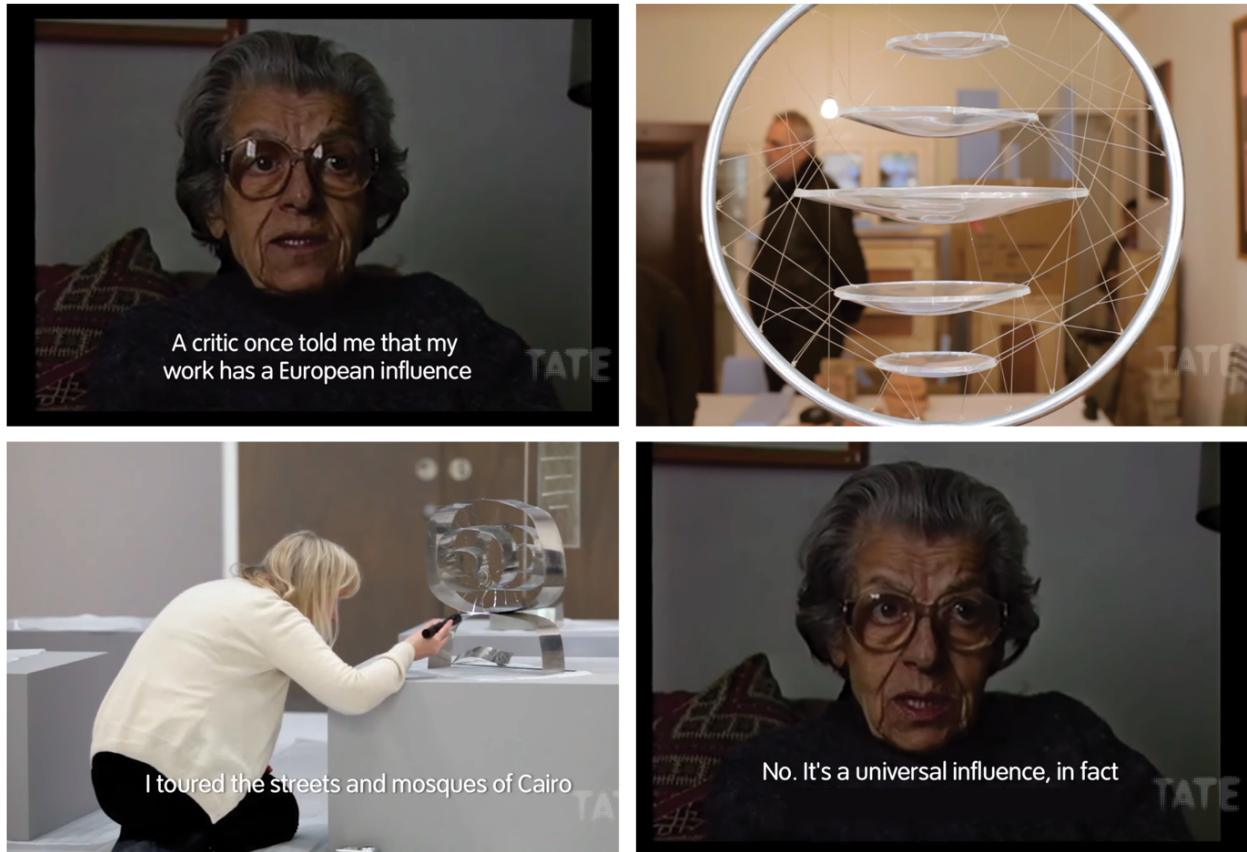 A critic once told me that my
work has a European influence
TATE
TATE
I toured the streets and mosques of Cairo
TA
No. It's a universal influence, in fact
TATE